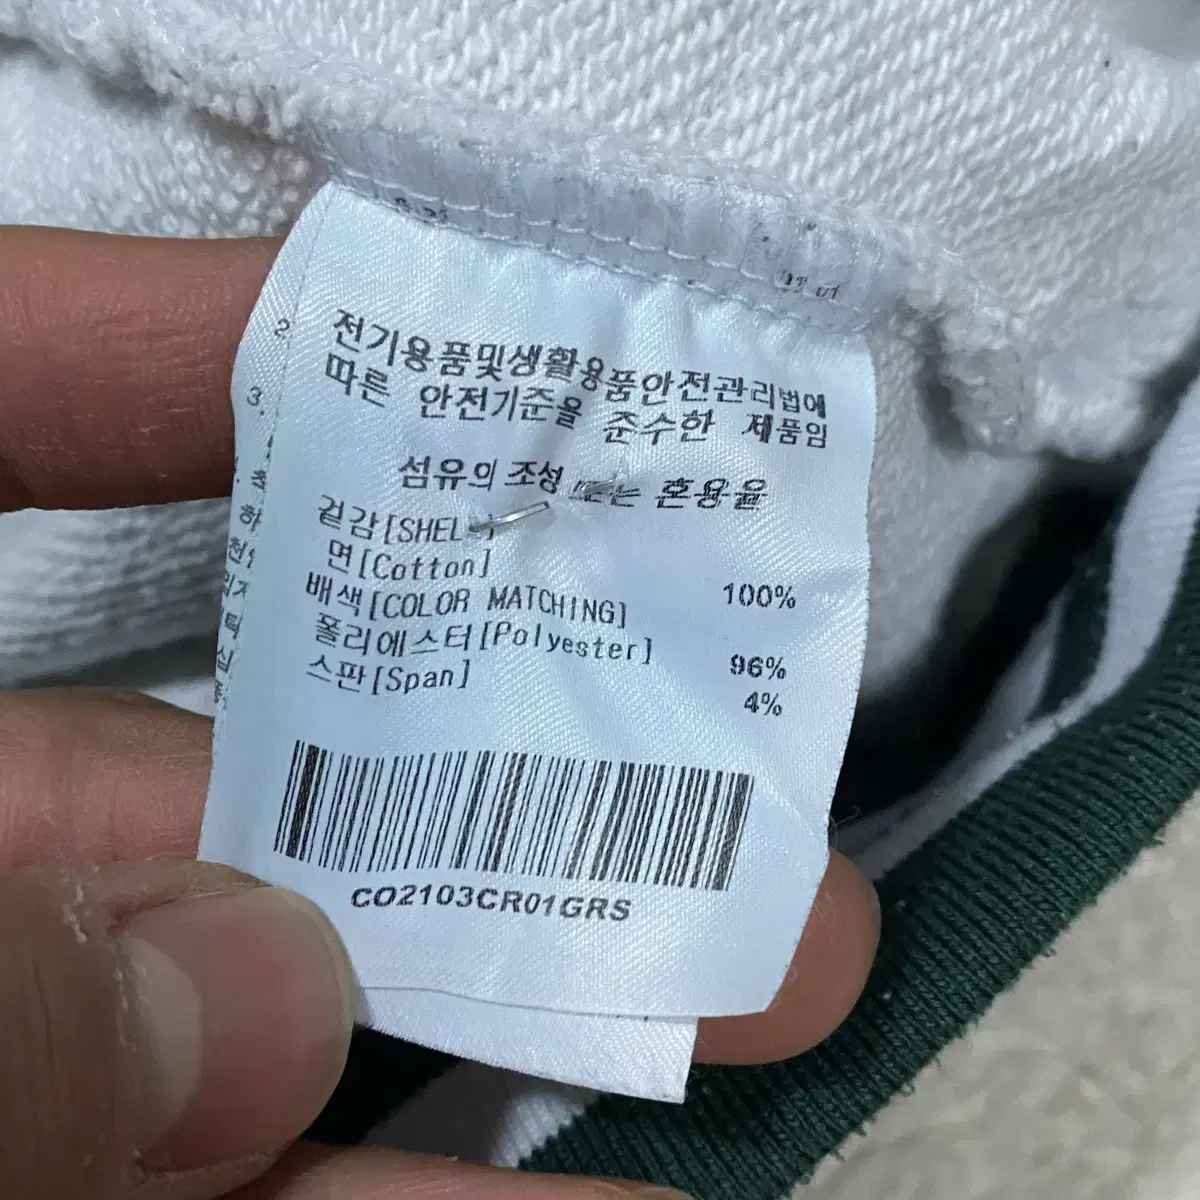 전기용품및생활용품안전관리법에
따른 안전기준을 준수한 제품임
섬유의 조성 또는 혼용율
겉감[SHELL]
면[Cotton] 100%
배색[COLOR MATCHING]
폴리에스터[Polyester] 96%
스판[Span] 4%
CO2103CR01GRS
2
3.